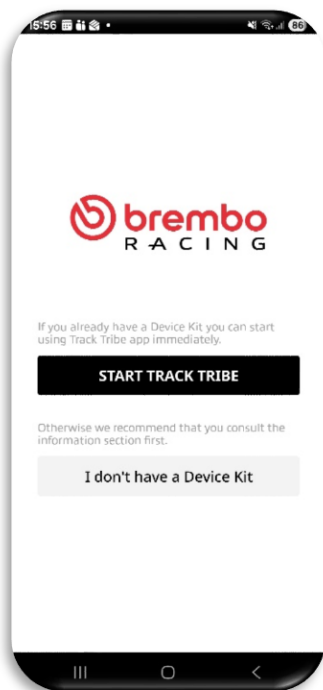 15:56
86
brembo
RACING
If you already have a Device Kit you can start
using Track Tribe app immediately.
START TRACK TRIBE
Otherwise we recommend that you consult the
information section first.
I don't have a Device Kit